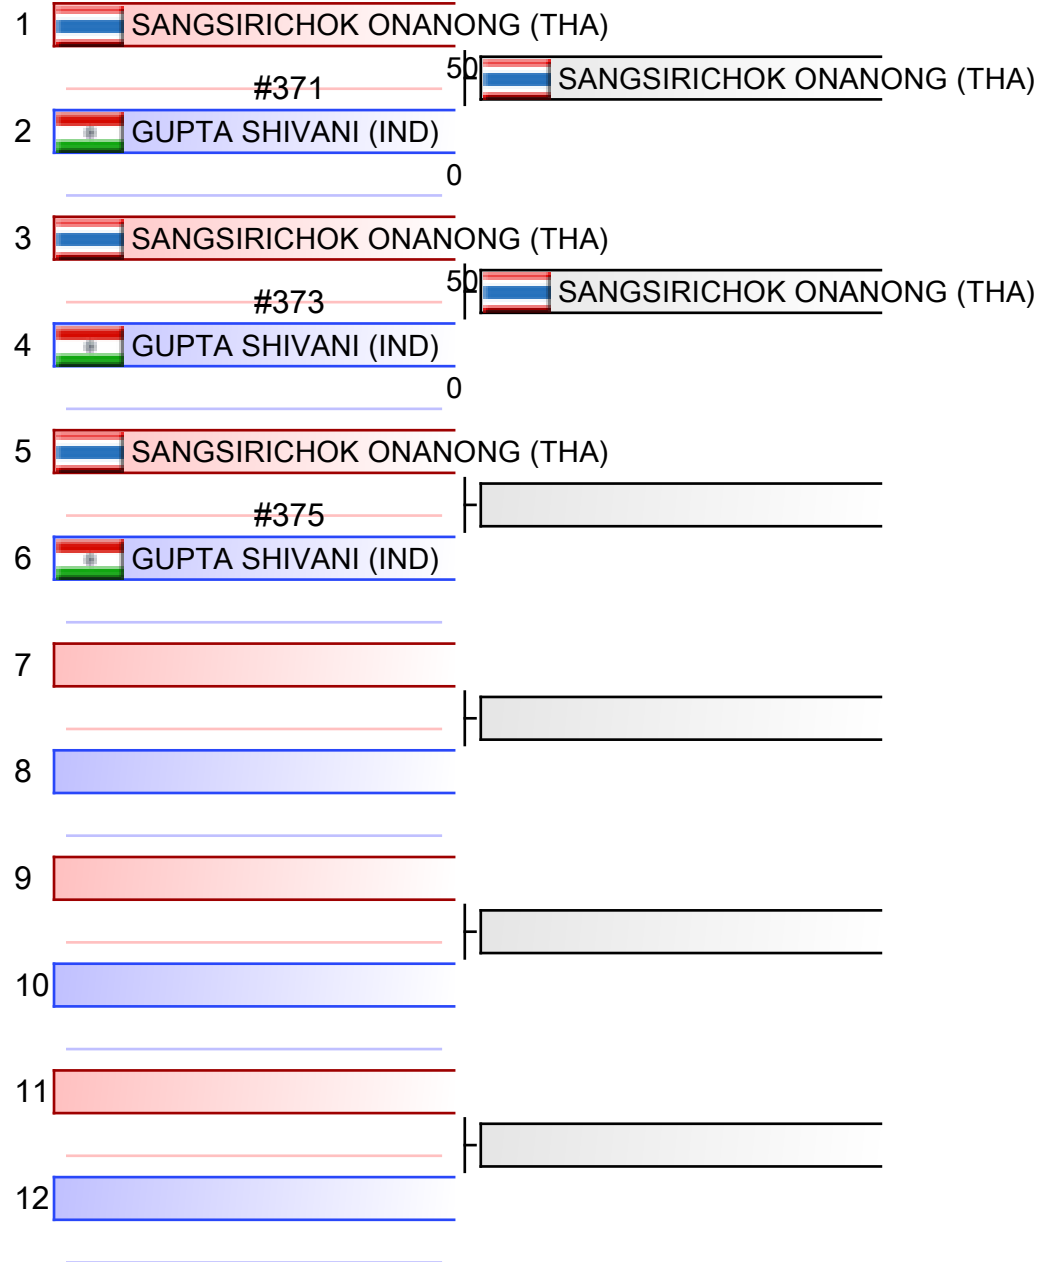 1 SANGSIRICHOK ONANONG (THA)
#371 50 SANGSIRICHOK ONANONG (THA)
2 GUPTA SHIVANI (IND)
0
3 SANGSIRICHOK ONANONG (THA)
#373 50 SANGSIRICHOK ONANONG (THA)
4 GUPTA SHIVANI (IND)
0
5 SANGSIRICHOK ONANONG (THA)
#375
6 GUPTA SHIVANI (IND)
7
8
9
10
11
12